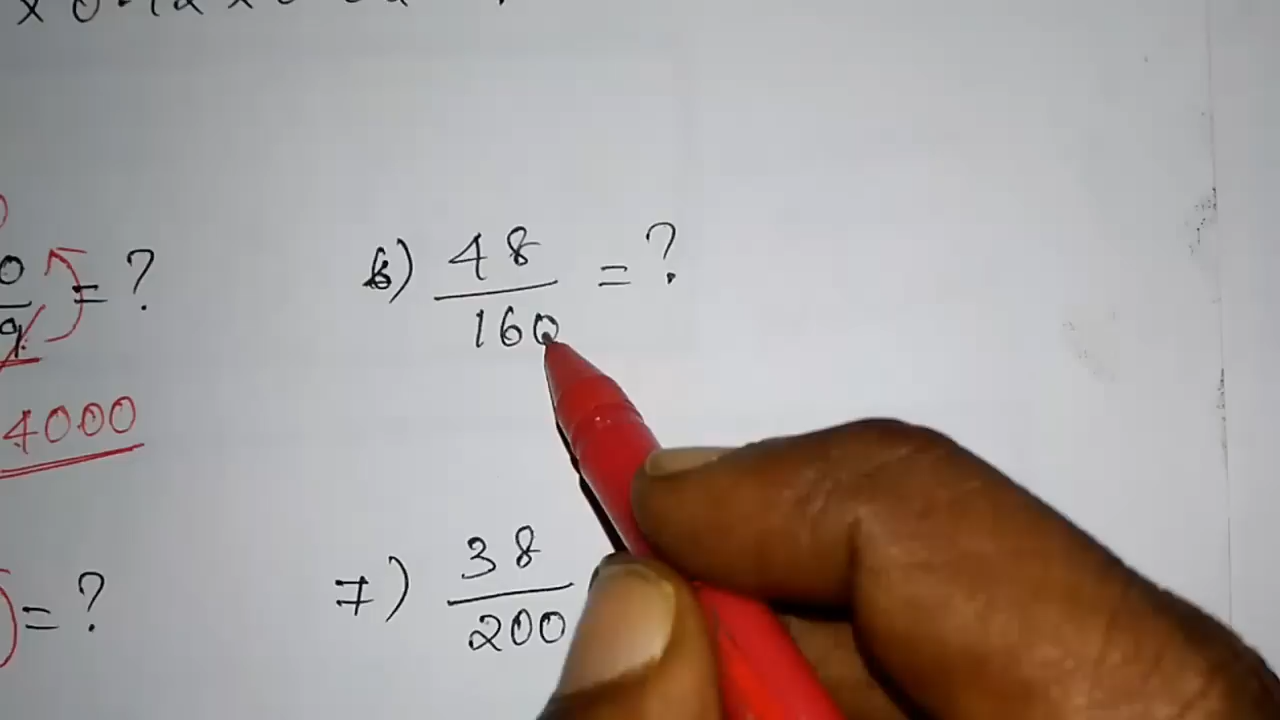 6) 48/160 = ?
= ?
4000
7) 38/200
= ?